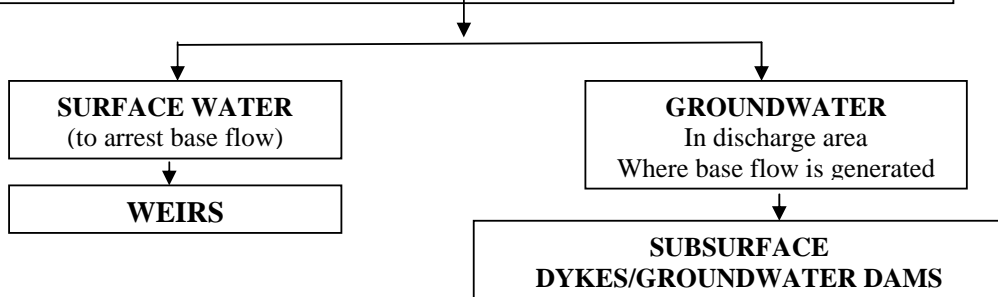 SURFACE WATER
(to arrest base flow)
WEIRS
GROUNDWATER
In discharge area
Where base flow is generated
SUBSURFACE
DYKES/GROUNDWATER DAMS